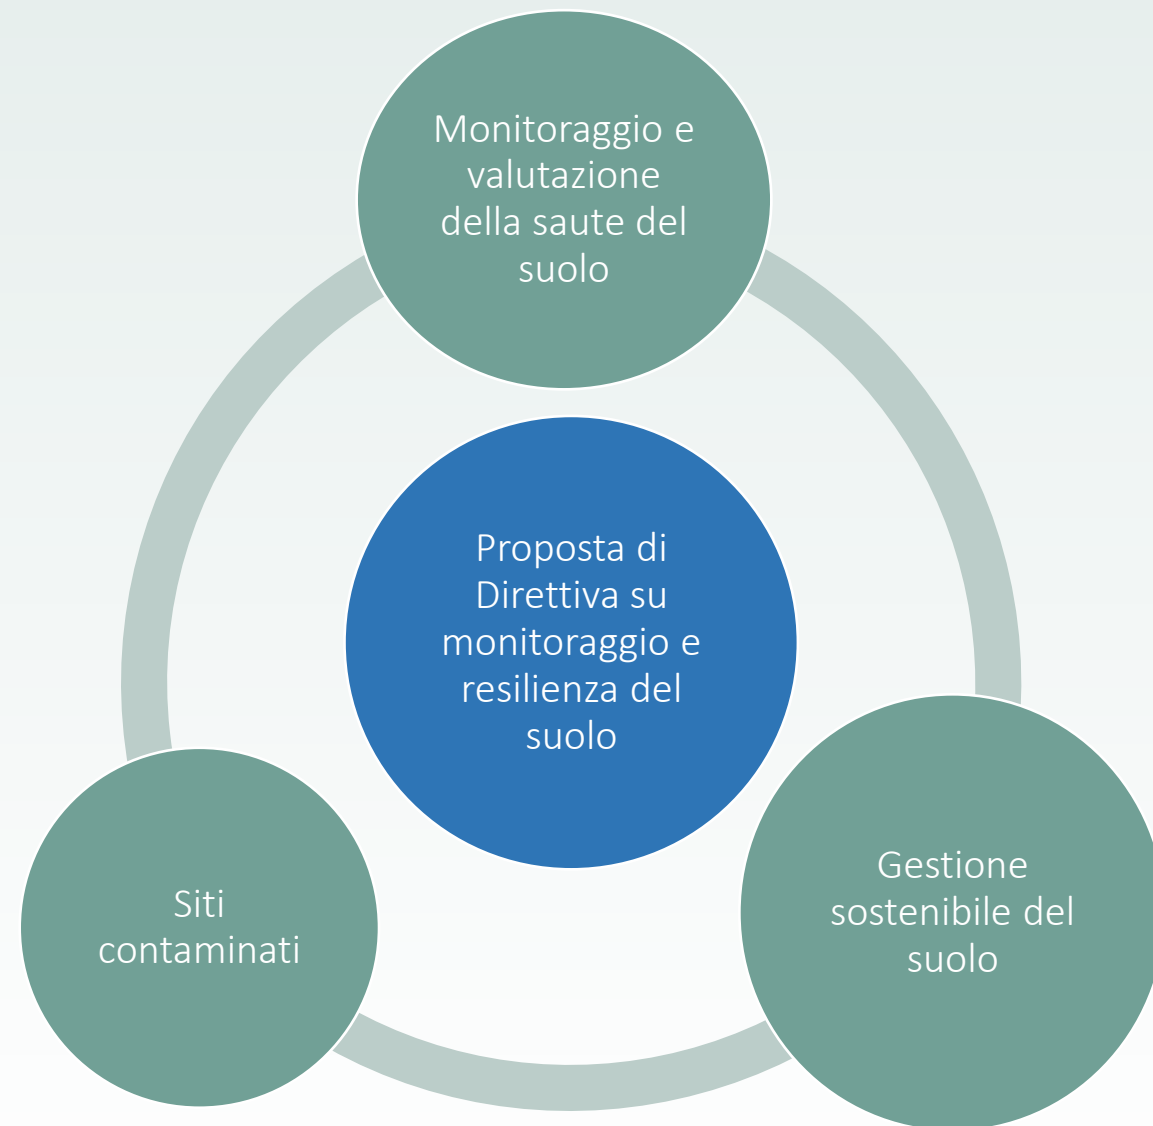 Monitoraggio e
valutazione
della saute del
suolo
Proposta di
Direttiva su
monitoraggio e
resilienza del
suolo
Gestione
sostenibile del
suolo
Siti
contaminati